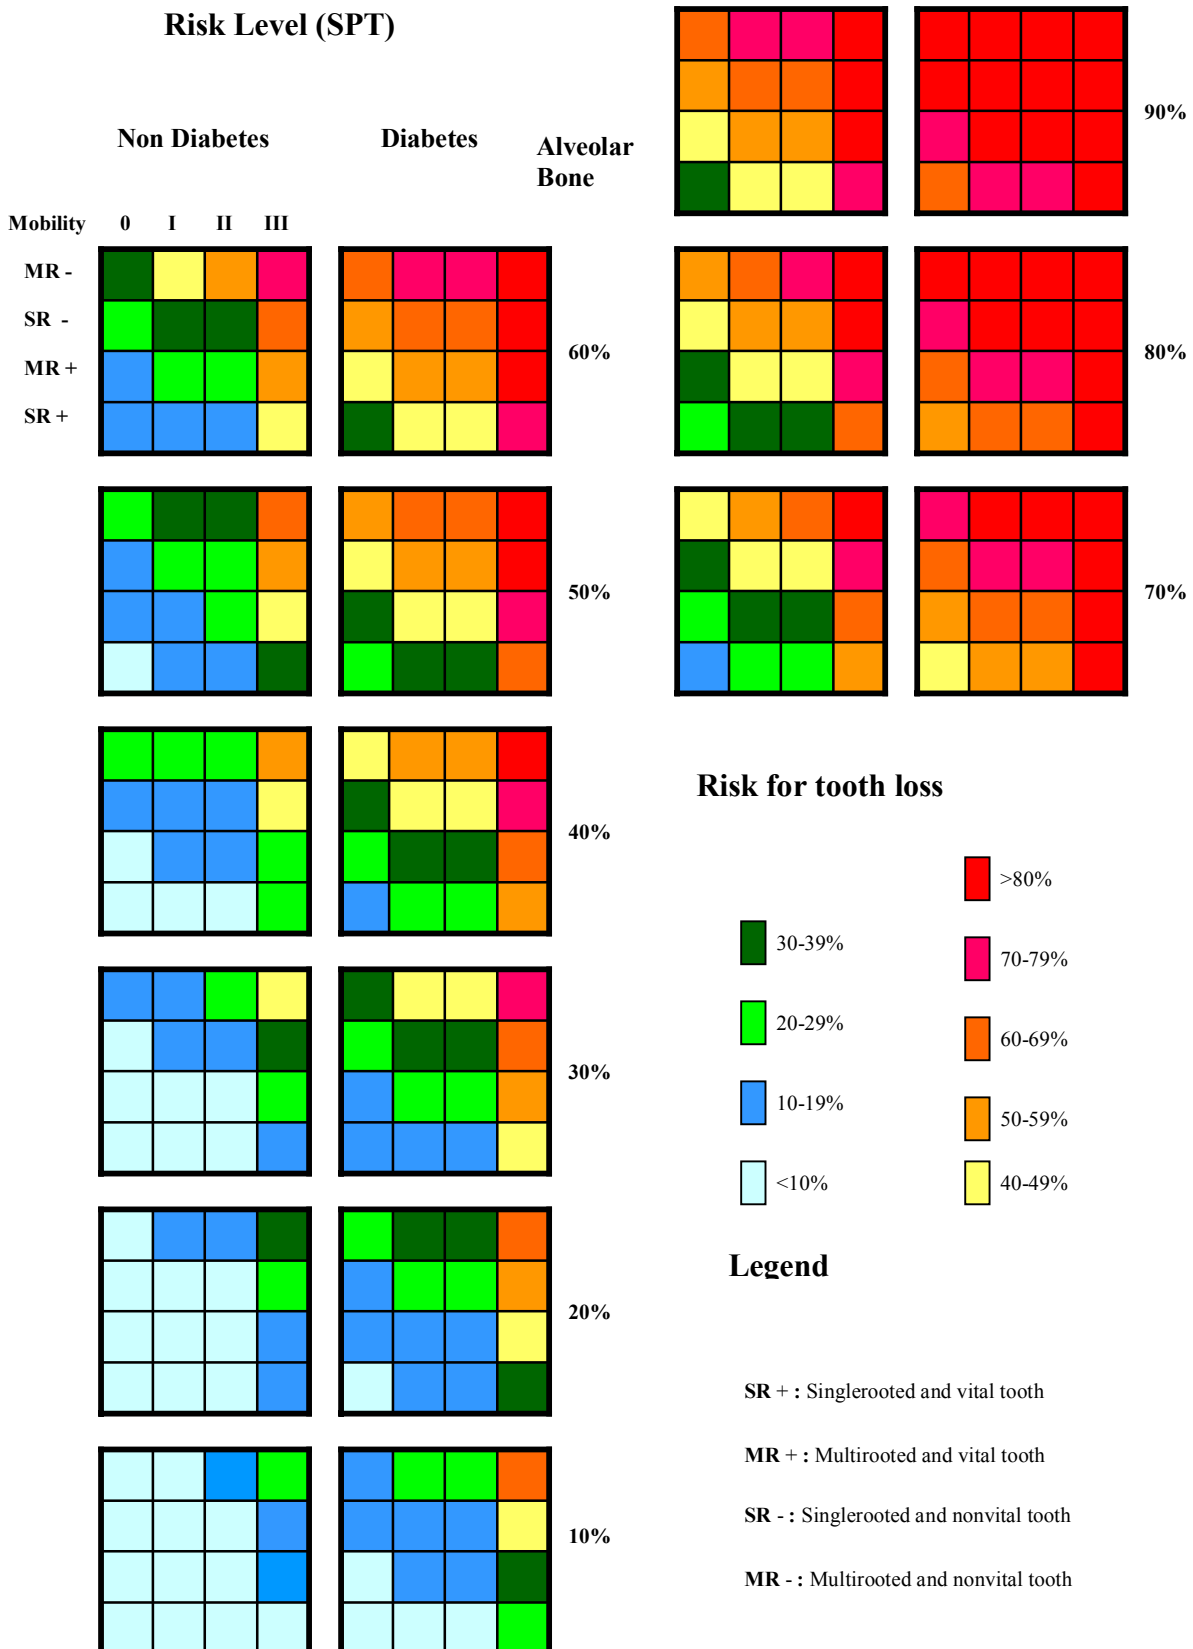 Risk Level (SPT)
Non Diabetes
Diabetes
Alveolar
Bone
Mobility 0 I II III
MR -
SR -
MR +
SR +
60%
50%
40%
30%
20%
10%
90%
80%
70%
Risk for tooth loss
30-39%
20-29%
10-19%
<10%
>80%
70-79%
60-69%
50-59%
40-49%
Legend
SR + : Singlerooted and vital tooth
MR + : Multirooted and vital tooth
SR - : Singlerooted and nonvital tooth
MR - : Multirooted and nonvital tooth